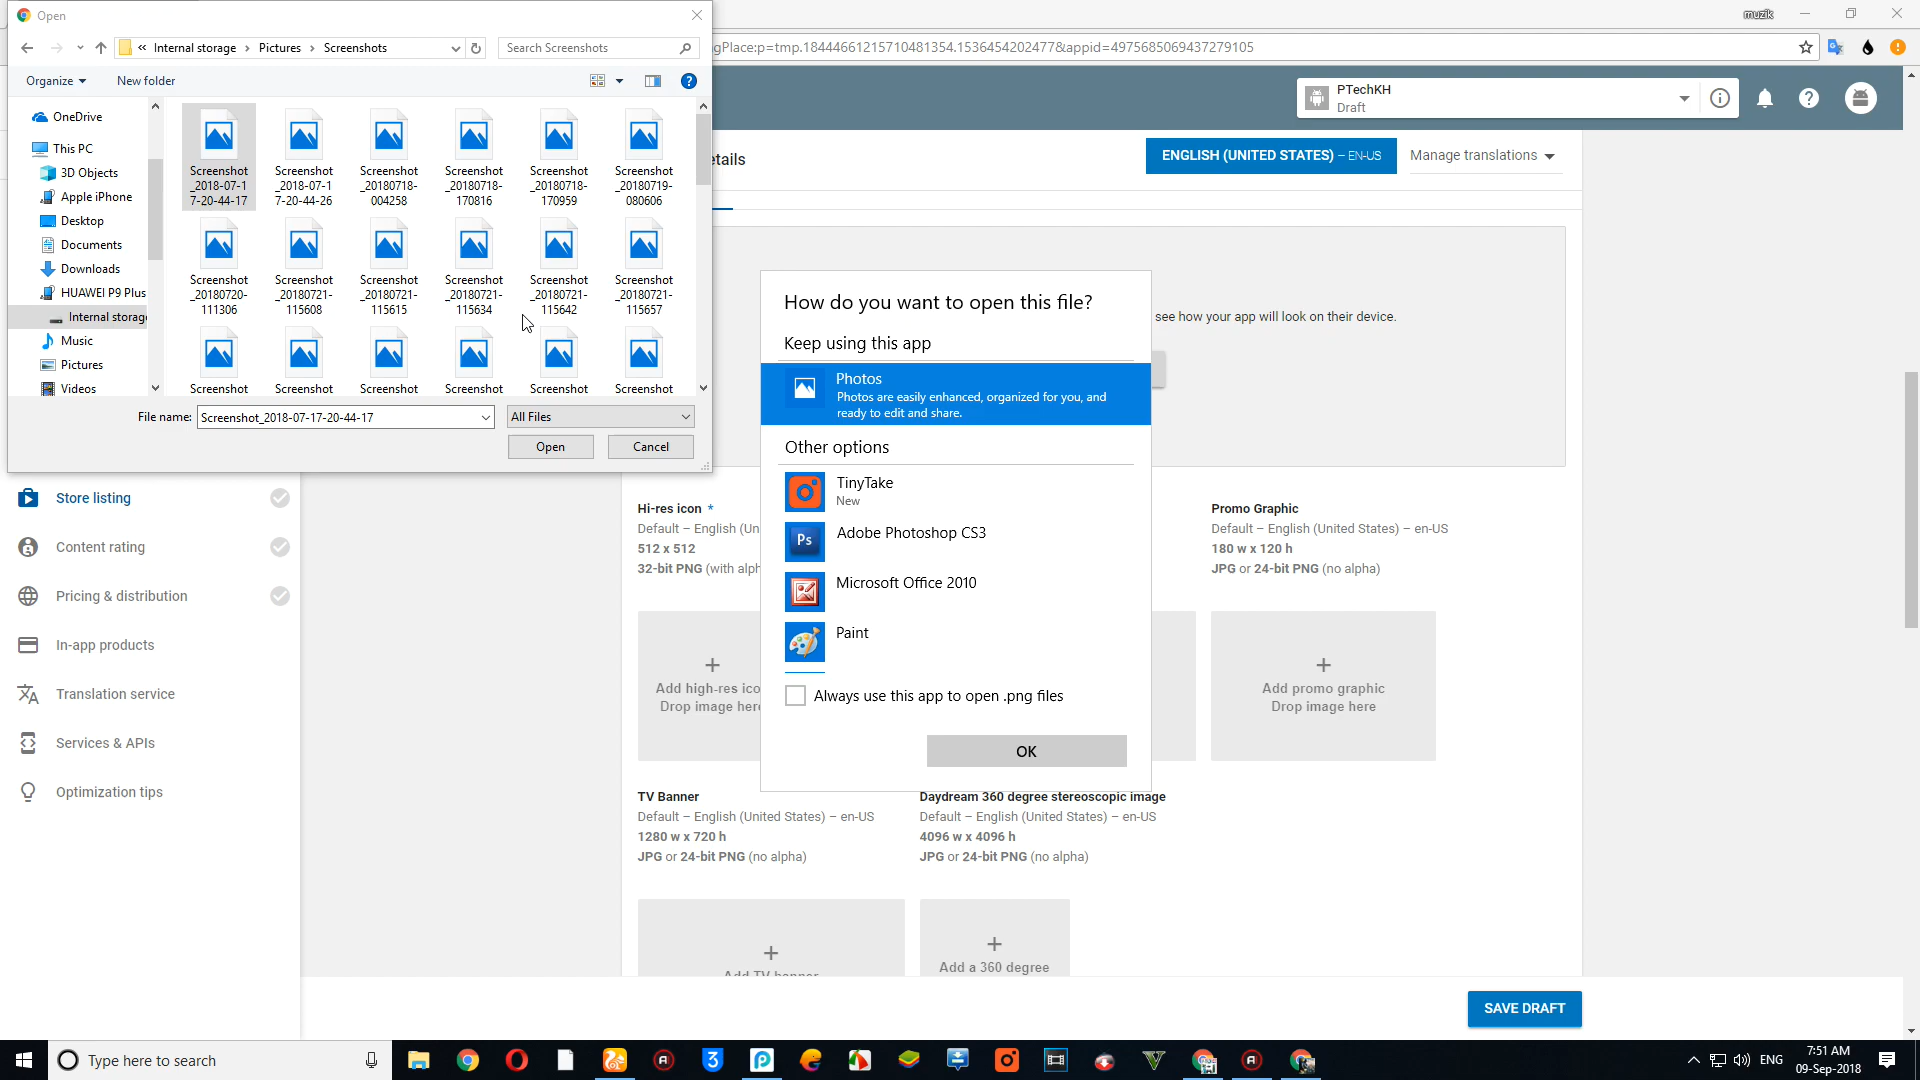 Open
muzik
« Internal storage › Pictures › Screenshots
Search Screenshots
gPlace:p=tmp.18444661215710481354.1536454202477&appid=4975685069437279105
Organize
New folder
OneDrive
This PC
3D Objects
Apple iPhone
Desktop
Documents
Downloads
HUAWEI P9 Plus
Internal storage
Music
Pictures
Videos
Screenshot
_2018-07-1
7-20-44-17
Screenshot
_2018-07-1
7-20-44-26
Screenshot
_20180718-
004258
Screenshot
_20180718-
170816
Screenshot
_20180718-
170959
Screenshot
_20180719-
080606
Screenshot
_20180720-
111306
Screenshot
_20180721-
115608
Screenshot
_20180721-
115615
Screenshot
_20180721-
115634
Screenshot
_20180721-
115642
Screenshot
_20180721-
115657
Screenshot
Screenshot
Screenshot
Screenshot
Screenshot
Screenshot
File name: Screenshot_2018-07-17-20-44-17
All Files
Open
Cancel
PTechKH
Draft
etails
ENGLISH (UNITED STATES) – EN-US
Manage translations
see how your app will look on their device.
How do you want to open this file?
Keep using this app
Photos
Photos are easily enhanced, organized for you, and
ready to edit and share.
Other options
TinyTake
New
Ps
Adobe Photoshop CS3
Microsoft Office 2010
Paint
Always use this app to open .png files
OK
Store listing
Content rating
Pricing & distribution
In-app products
Translation service
Services & APIs
Optimization tips
Hi-res icon *
Default – English (Un
512 x 512
32-bit PNG (with alph
Add high-res ico
Drop image her
Promo Graphic
Default – English (United States) – en-US
180 w x 120 h
JPG or 24-bit PNG (no alpha)
Add promo graphic
Drop image here
TV Banner
Default – English (United States) – en-US
1280 w x 720 h
JPG or 24-bit PNG (no alpha)
Add TV banner
Daydream 360 degree stereoscopic image
Default – English (United States) – en-US
4096 w x 4096 h
JPG or 24-bit PNG (no alpha)
Add a 360 degree
SAVE DRAFT
Type here to search
ENG
7:51 AM
09-Sep-2018